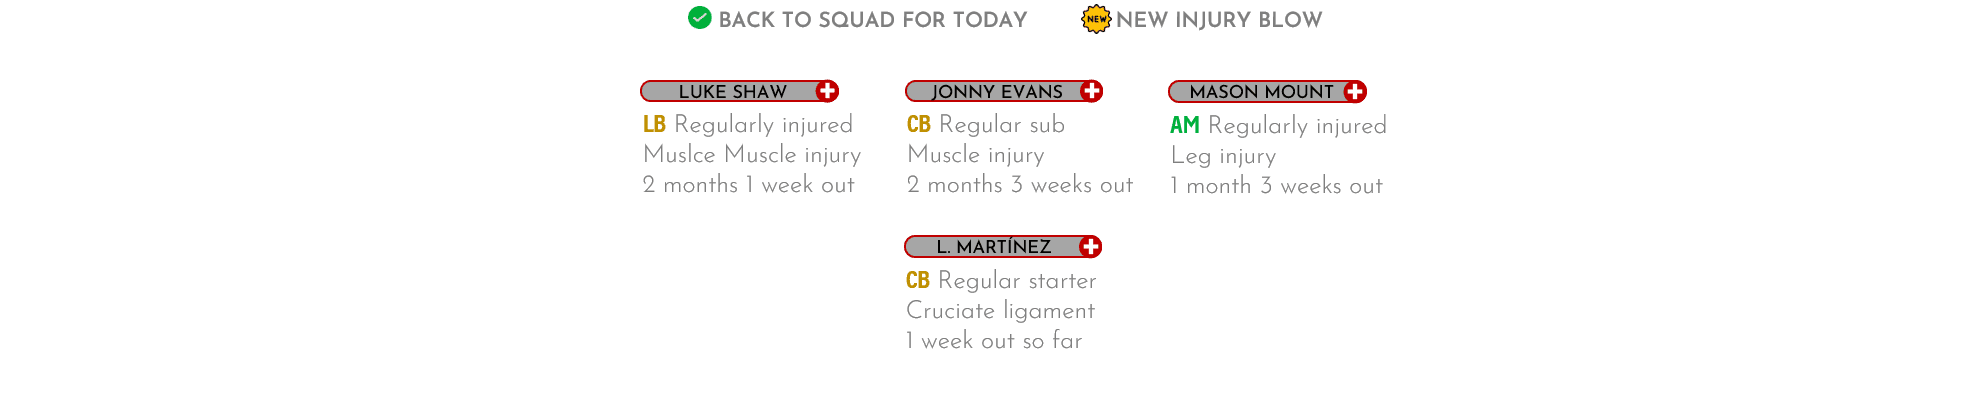 BACK TO SQUAD FOR TODAY
NEW NEW INJURY BLOW
LUKE SHAW
LB Regularly injured
Muslce Muscle injury
2 months 1 week out
JONNY EVANS
CB Regular sub
Muscle injury
2 months 3 weeks out
MASON MOUNT
AM Regularly injured
Leg injury
1 month 3 weeks out
L. MARTÍNEZ
CB Regular starter
Cruciate ligament
1 week out so far